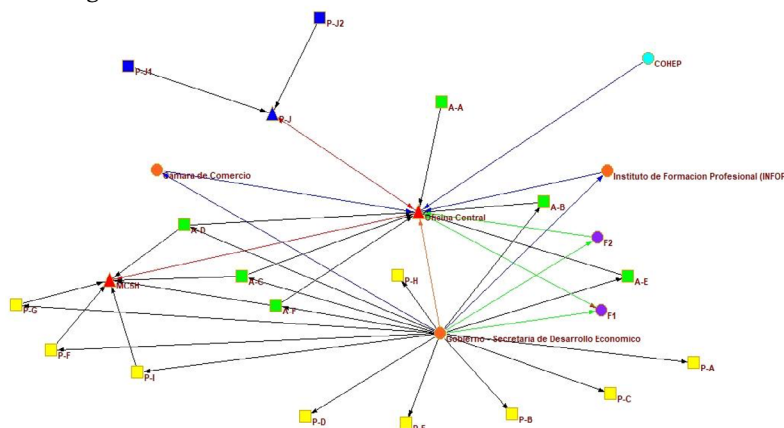 P-J2
P-J1
COHEP
A-A
P-J
Camara de Comercio
Instituto de Formacion Profesional (INFOP
A-B
Oficina Central
A-D
F2
MCSH
A-C
P-H
A-E
P-G
A-F
F1
Gobierno - Secretaria de Desarrollo Economico
P-F
P-I
P-A
P-C
P-D
P-E
P-B